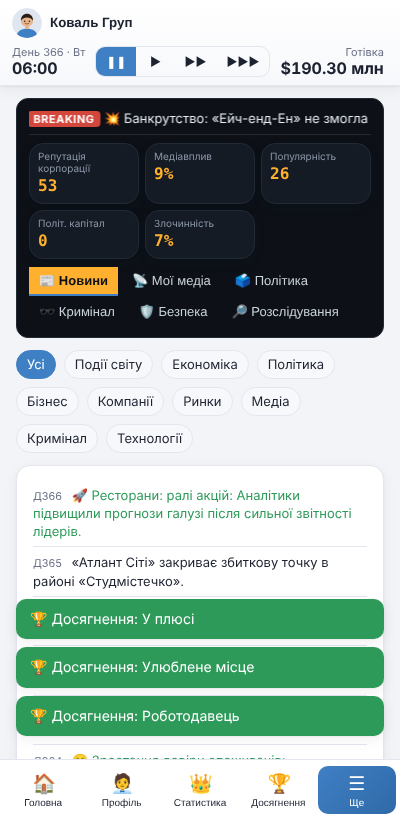 Коваль Груп
День 366 · Вт
06:00
Готівка
$190.30 млн
BREAKING 💥 Банкрутство: «Ейч-енд-Ен» не змогла
Репутація
корпорації
53
Медіавплив
9%
Популярність
26
Політ. капітал
0
Злочинність
7%
📰 Новини
📡 Мої медіа
🗳️ Політика
🕶️ Кримінал
🛡️ Безпека
🔎 Розслідування
Усі
Події світу
Економіка
Політика
Бізнес
Компанії
Ринки
Медіа
Кримінал
Технології
Д366 🚀 Ресторани: ралі акцій: Аналітики
підвищили прогнози галузі після сильної звітності
лідерів.
Д365 «Атлант Сіті» закриває збиткову точку в
районі «Студмістечко».
🏆 Досягнення: У плюсі
🏆 Досягнення: Улюблене місце
🏆 Досягнення: Роботодавець
Головна
Профіль
Статистика
Досягнення
Ще